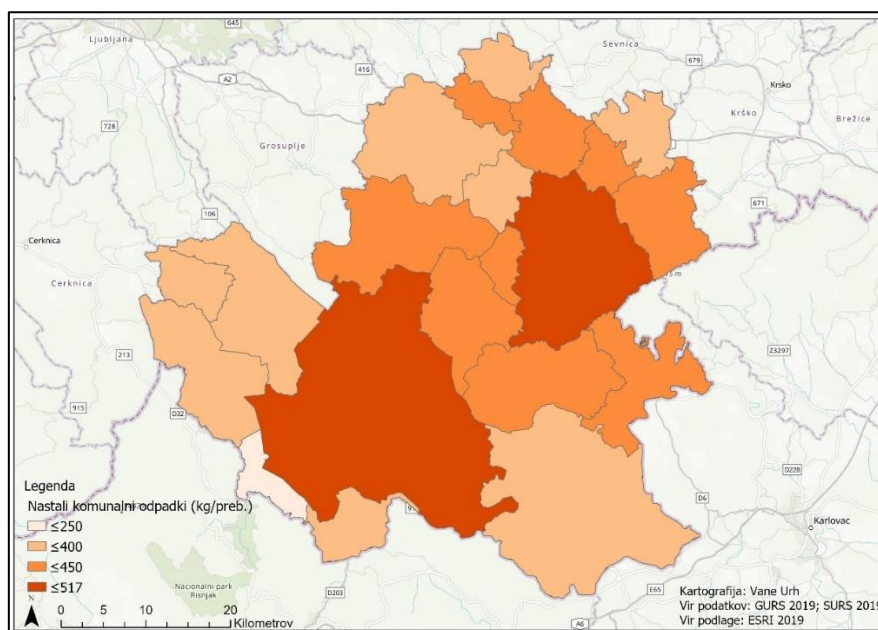 645
Ljubljana
Sevnica
416
679
A2
Krsko
728
Krško
Brežice
Grosuplje
106
671
Cerknica
Cerknica
213
Z3297
915
D32
Legenda
Nastali komunalni odpadki (kg/preb.)
≤250
≤400
≤450
≤517
D228
D6
Karlovac
Nacionalni park
Risnjak
D203
E65
A6
N
0 5 10 20
Kilometrov
Kartografija: Vane Urh
Vir podatkov: GURS 2019; SURS 2019
Vir podlage: ESRI 2019